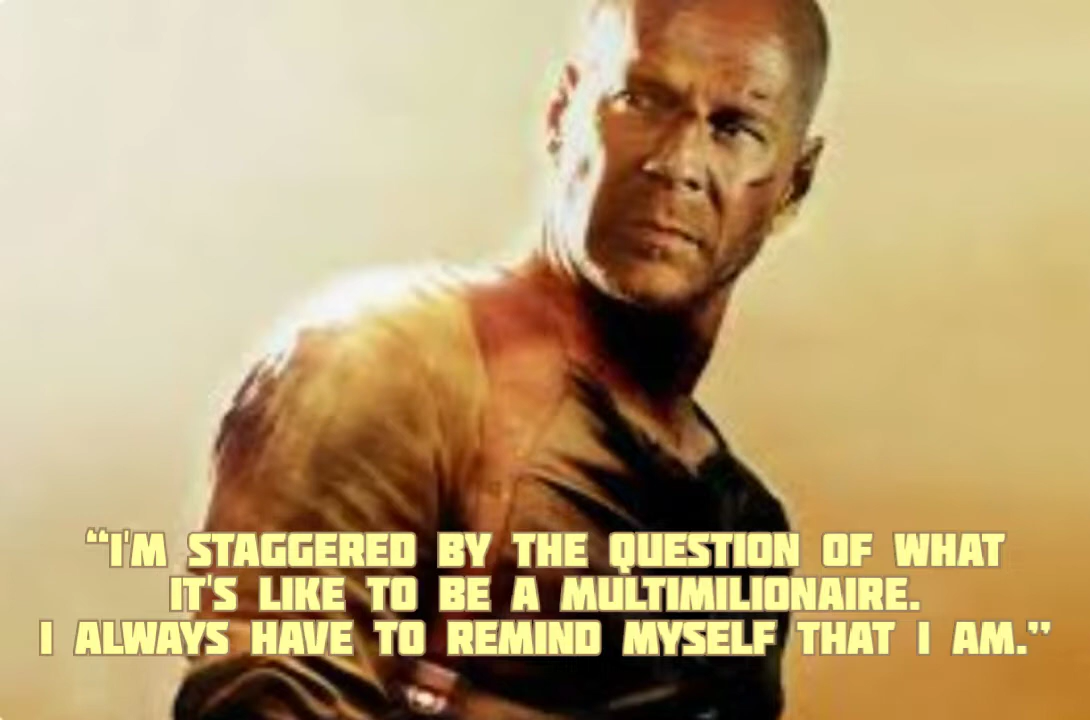 “I'M STAGGERED BY THE QUESTION OF WHAT
IT'S LIKE TO BE A MULTIMILIONAIRE.
I ALWAYS HAVE TO REMIND MYSELF THAT I AM.”